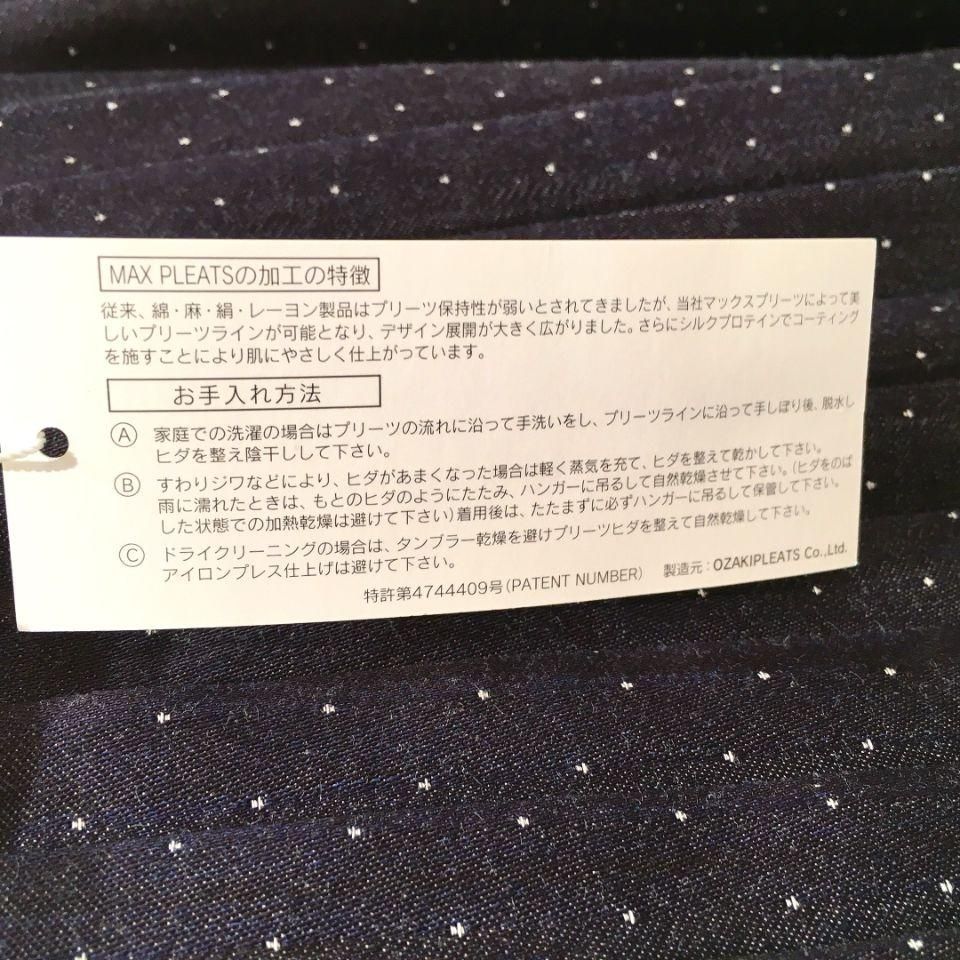 MAX PLEATSの加工の特徴
従来、綿・麻・絹・レーヨン製品はプリーツ保持性が弱いとされてきましたが、当社マックスプリーツによって美
しいプリーツラインが可能となり、デザイン展開が大きく広がりました。さらにシルクプロテインでコーティング
を施すことにより肌にやさしく仕上がっています。
お手入れ方法
Ⓐ 家庭での洗濯の場合はプリーツの流れに沿って手洗いをし、プリーツラインに沿って手しぼり後、脱水し
ヒダを整え陰干しして下さい。
Ⓑ すわりジワなどにより、ヒダがあまくなった場合は軽く蒸気を充て、ヒダを整えて乾かして下さい。
雨に濡れたときは、もとのヒダのようにたたみ、ハンガーに吊るして自然乾燥させて下さい。(ヒダをのば
した状態での加熱乾燥は避けて下さい)着用後は、たたまずに必ずハンガーに吊るして保管して下さい。
Ⓒ ドライクリーニングの場合は、タンブラー乾燥を避けプリーツヒダを整えて自然乾燥して下さい。
アイロンプレス仕上げは避けて下さい。
特許第4744409号(PATENT NUMBER) 製造元：OZAKIPLEATS Co.,Ltd.